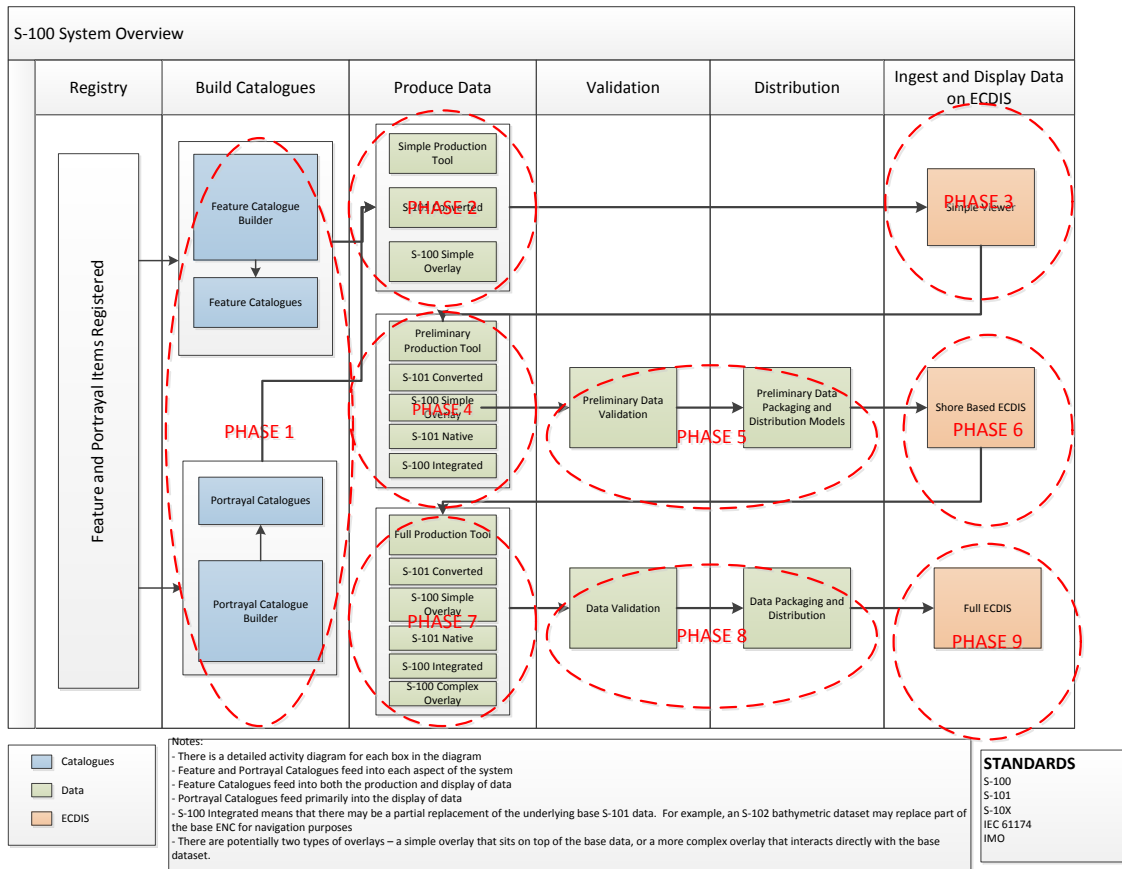 S-100 System Overview
Registry
Build Catalogues
Produce Data
Validation
Distribution
Ingest and Display Data
on ECDIS
Feature and Portrayal Items Registered
Feature Catalogue
Builder
Feature Catalogues
PHASE 1
Portrayal Catalogues
Portrayal Catalogue
Builder
Simple Production
Tool
S-101 Converted
PHASE 2
S-100 Simple
Overlay
PHASE 3
Simple Viewer
Preliminary
Production Tool
S-101 Converted
S-100 Simple
Overlay
PHASE 4
S-101 Native
S-100 Integrated
Preliminary Data
Validation
Preliminary Data
Packaging and
Distribution Models
PHASE 5
Shore Based ECDIS
PHASE 6
Full Production Tool
S-101 Converted
S-100 Simple
Overlay
PHASE 7
S-101 Native
S-100 Integrated
S-100 Complex
Overlay
Data Validation
Data Packaging and
Distribution
PHASE 8
Full ECDIS
PHASE 9
Catalogues
Data
ECDIS
Notes:
- There is a detailed activity diagram for each box in the diagram
- Feature and Portrayal Catalogues feed into each aspect of the system
- Feature Catalogues feed into both the production and display of data
- Portrayal Catalogues feed primarily into the display of data
- S-100 Integrated means that there may be a partial replacement of the underlying base S-101 data. For example, an S-102 bathymetric dataset may replace part of
the base ENC for navigation purposes
- There are potentially two types of overlays – a simple overlay that sits on top of the base data, or a more complex overlay that interacts directly with the base
dataset.
STANDARDS
S-100
S-101
S-10X
IEC 61174
IMO